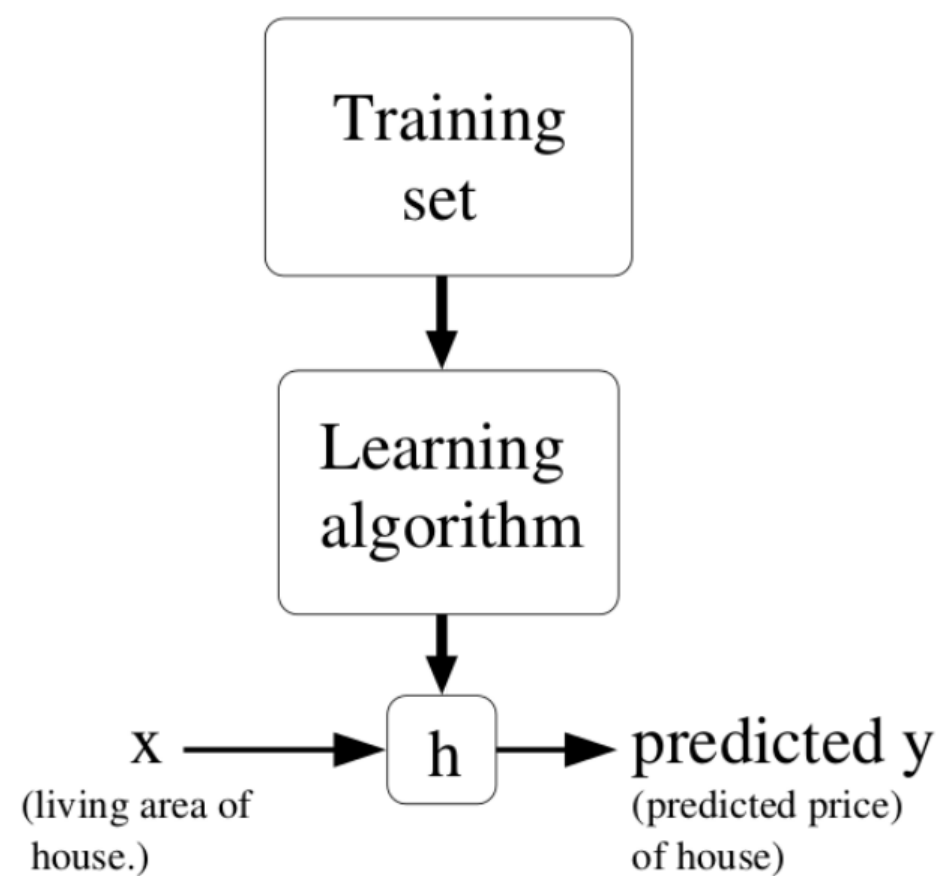 Training
set
Learning
algorithm
x
h
predicted y
(living area of
house.)
(predicted price)
of house)